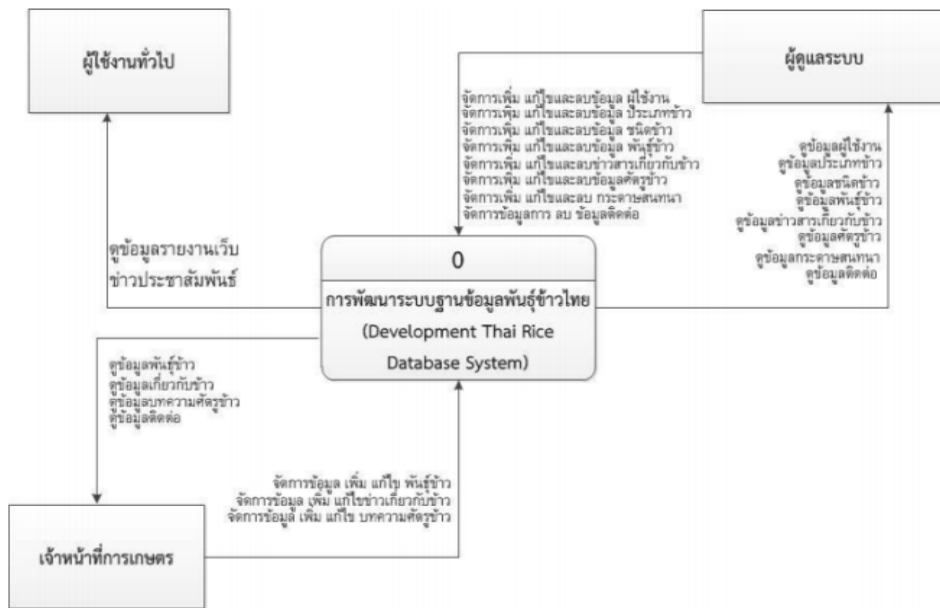 ผู้ใช้งานทั่วไป
ผู้ดูแลระบบ
จัดการเพิ่ม แก้ไขและลบข้อมูล ผู้ใช้งาน
จัดการเพิ่ม แก้ไขและลบข้อมูล ประเภทข้าว
จัดการเพิ่ม แก้ไขและลบข้อมูล ชนิดข้าว
จัดการเพิ่ม แก้ไขและลบข้อมูล พันธุ์ข้าว
จัดการเพิ่ม แก้ไขและลบข่าวสารเกี่ยวกับข้าว
จัดการเพิ่ม แก้ไขและลบข้อมูลศัตรูข้าว
จัดการเพิ่ม แก้ไขและลบ กระดาษสนทนา
จัดการข้อมูลการ ลบ ข้อมูลติดต่อ
ดูข้อมูลผู้ใช้งาน
ดูข้อมูลประเภทข้าว
ดูข้อมูลชนิดข้าว
ดูข้อมูลพันธุ์ข้าว
ดูข้อมูลข่าวสารเกี่ยวกับข้าว
ดูข้อมูลศัตรูข้าว
ดูข้อมูลกระดาษสนทนา
ดูข้อมูลติดต่อ
ดูข้อมูลรายงานเว็บ
ข่าวประชาสัมพันธ์
0
การพัฒนาระบบฐานข้อมูลพันธุ์ข้าวไทย
(Development Thai Rice
Database System)
ดูข้อมูลพันธุ์ข้าว
ดูข้อมูลเกี่ยวกับข้าว
ดูข้อมูลบทความศัตรูข้าว
ดูข้อมูลติดต่อ
จัดการข้อมูล เพิ่ม แก้ไข พันธุ์ข้าว
จัดการข้อมูล เพิ่ม แก้ไขข่าวเกี่ยวกับข้าว
จัดการข้อมูล เพิ่ม แก้ไข บทความศัตรูข้าว
เจ้าหน้าที่การเกษตร